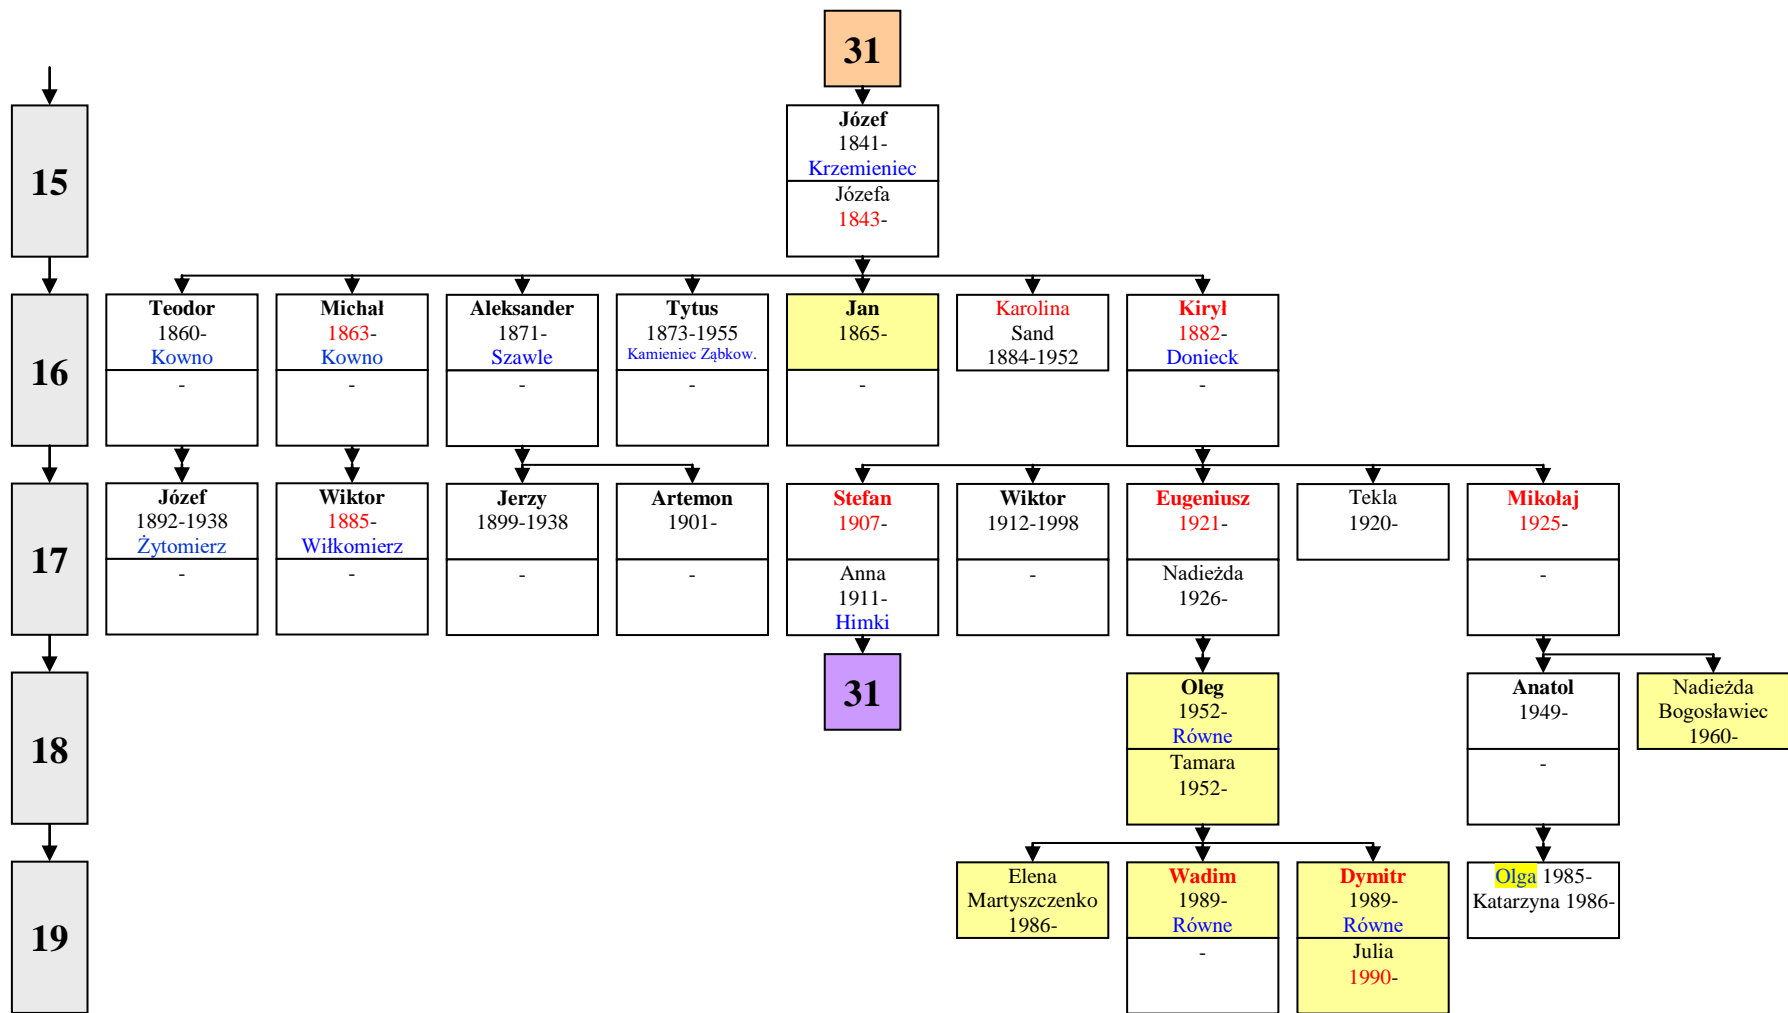 31
15
Józef
1841-
Krzemieniec
Józefa
1843-
16
Teodor
1860-
Kowno
-
Michał
1863-
Kowno
-
Aleksander
1871-
Szawle
-
Tytus
1873-1955
Kamieniec Ząbkow.
-
Jan
1865-
-
Karolina
Sand
1884-1952
Kirył
1882-
Donieck
-
17
Józef
1892-1938
Żytomierz
-
Wiktor
1885-
Wiłkomierz
-
Jerzy
1899-1938
-
Artemon
1901-
-
Stefan
1907-
Anna
1911-
Himki
Wiktor
1912-1998
-
Eugeniusz
1921-
Nadieżda
1926-
Tekla
1920-
Mikołaj
1925-
-
18
31
Oleg
1952-
Równe
Tamara
1952-
Anatol
1949-
-
Nadieżda
Bogosławiec
1960-
19
Elena
Martyszczenko
1986-
Wadim
1989-
Równe
-
Dymitr
1989-
Równe
Julia
1990-
Olga 1985-
Katarzyna 1986-